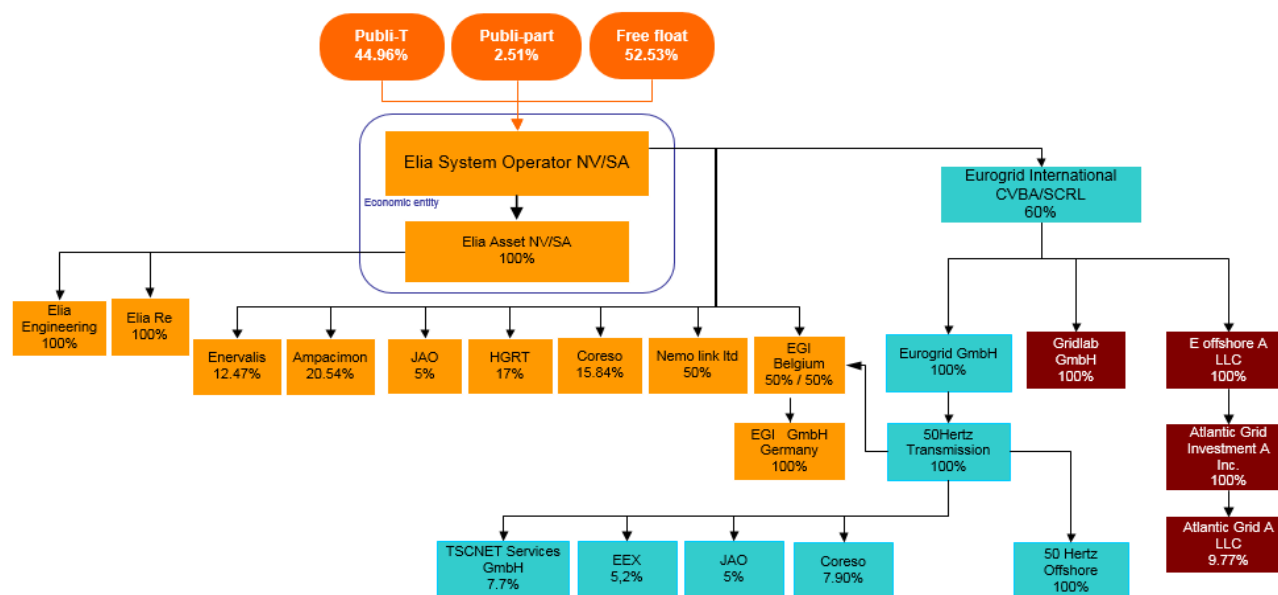 Publi-T
44.96%
Publi-part
2.51%
Free float
52.53%
Elia System Operator NV/SA
Economic entity
Elia Asset NV/SA
100%
Eurogrid International
CVBA/SCRL
60%
Elia
Engineering
100%
Elia Re
100%
Enervalis
12.47%
Ampacimon
20.54%
JAO
5%
HGRT
17%
Coreso
15.84%
Nemo link ltd
50%
EGI
Belgium
50% / 50%
Eurogrid GmbH
100%
Gridlab
GmbH
100%
E offshore A
LLC
100%
EGI GmbH
Germany
100%
50Hertz
Transmission
100%
Atlantic Grid
Investment A
Inc.
100%
TSCNET Services
GmbH
7.7%
EEX
5,2%
JAO
5%
Coreso
7.90%
50 Hertz
Offshore
100%
Atlantic Grid A
LLC
9.77%